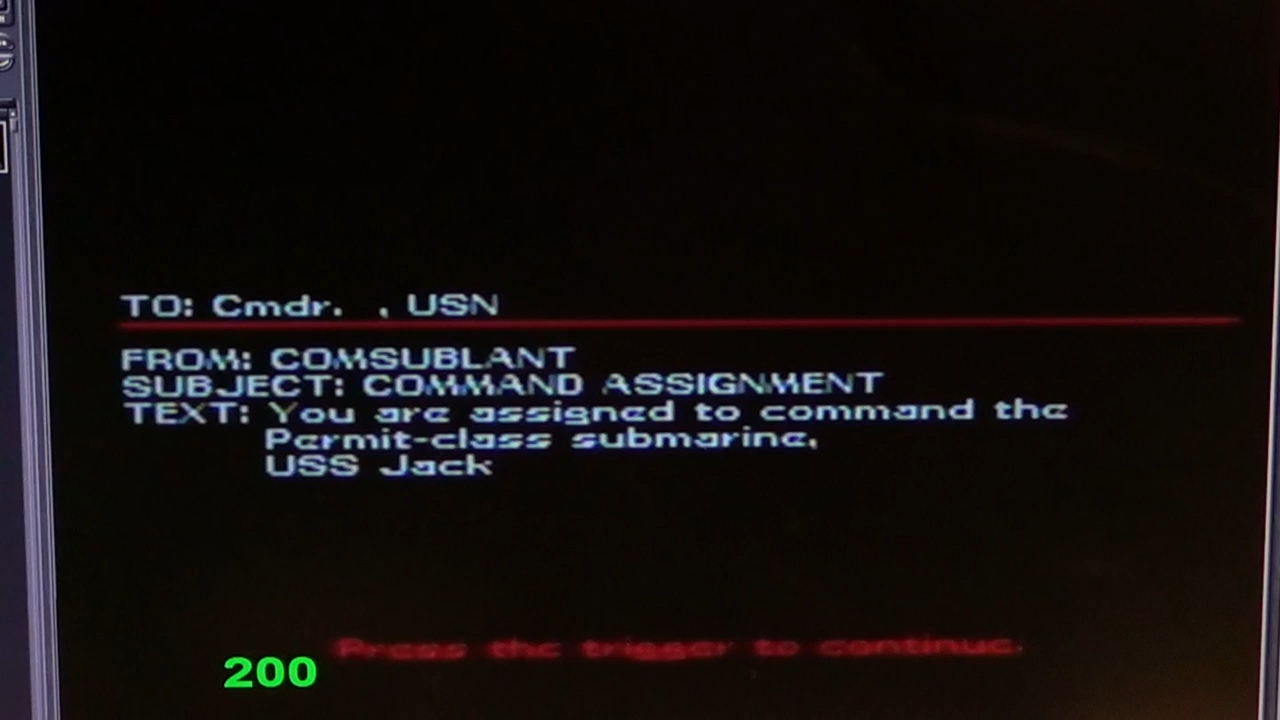 TO: Cmdr. , USN
FROM: COMSUBLANT
SUBJECT: COMMAND ASSIGNMENT
TEXT: You are assigned to command the
Permit-class submarine,
USS Jack
Press the trigger to continue.
200